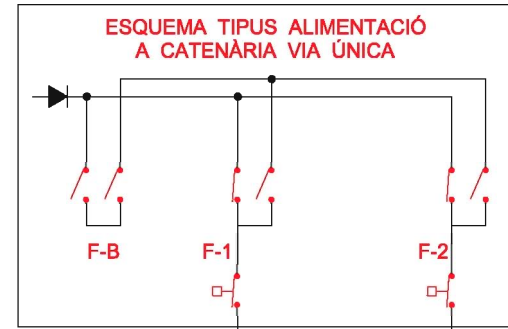 ESQUEMA TIPUS ALIMENTACIÓ
A CATENÀRIA VIA ÚNICA
F-B
F-1
F-2